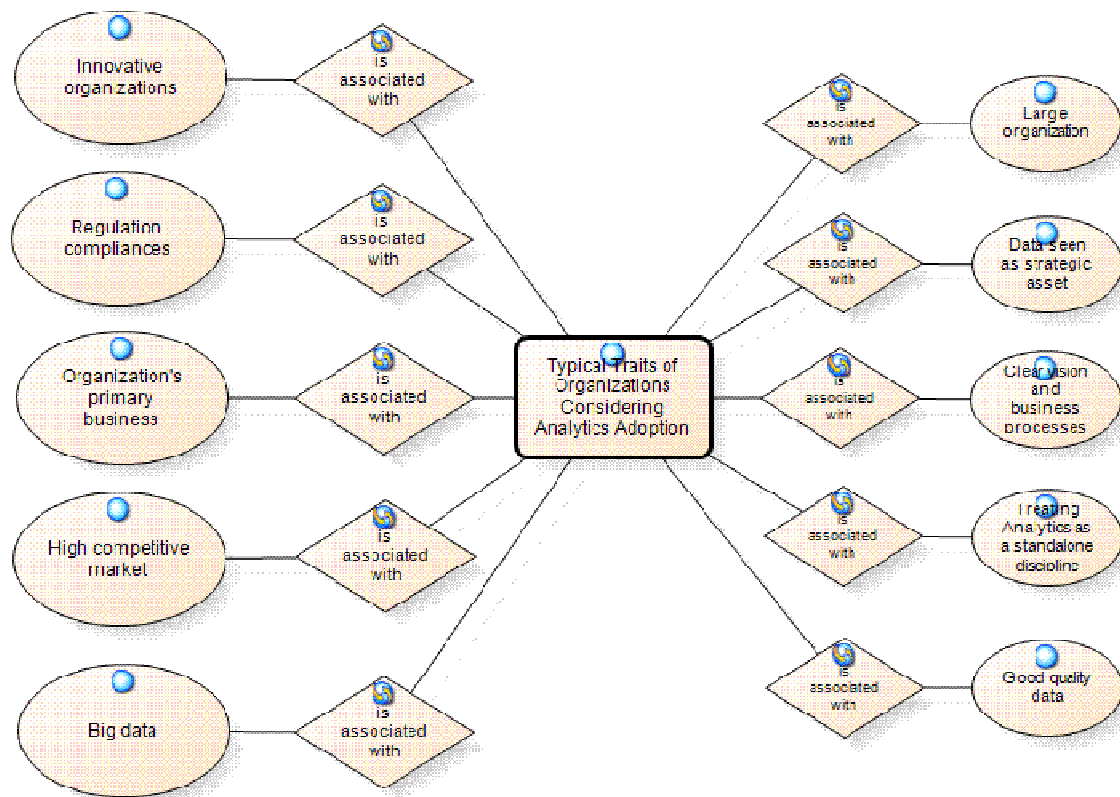 Innovative
organizations
is
associated
with
Regulation
compliances
is
associated
with
Organization's
primary
business
is
associated
with
High competitive
market
is
associated
with
Big data
is
associated
with
Typical Traits of
Organizations
Considering
Analytics Adoption
is
associated
with
Large
organization
is
associated
with
Data seen
as strategic
asset
is
associated
with
Clear vision
and
business
processes
is
associated
with
Treating
Analytics as
a standalone
discipline
is
associated
with
Good quality
data